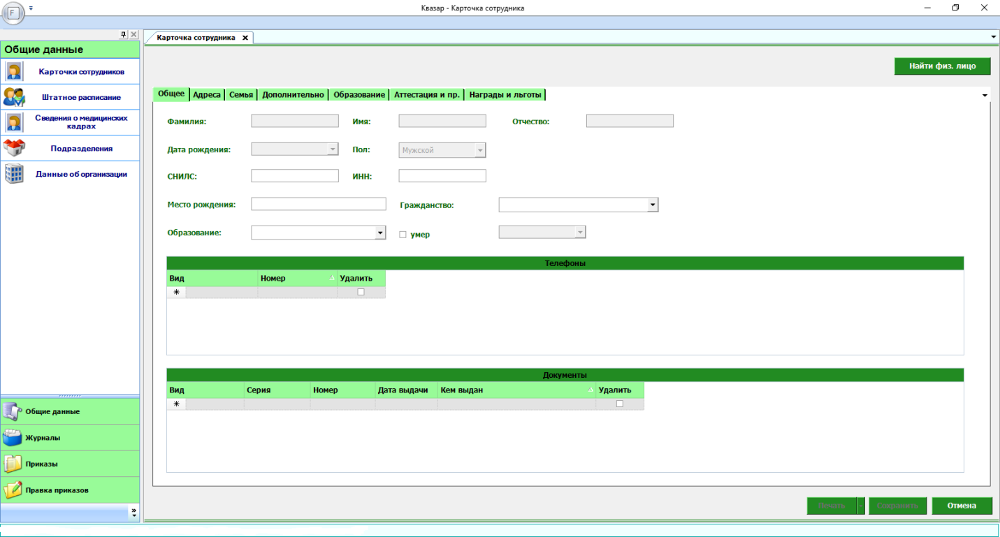 F
Квазар - Карточка сотрудника
Общие данные
Карточки сотрудников
Штатное расписание
Сведения о медицинских
кадрах
Подразделения
Данные об организации
Общие данные
Журналы
Приказы
Правка приказов
Карточка сотрудника
Найти физ. лицо
Общее Адреса Семья Дополнительно Образование Аттестация и пр. Награды и льготы
Фамилия: Имя: Отчество:
Дата рождения: Пол: Мужской
СНИЛС: ИНН:
Место рождения: Гражданство:
Образование: умер
Телефоны
Вид Номер Удалить
Документы
Вид Серия Номер Дата выдачи Кем выдан Удалить
Печать Сохранить Отмена